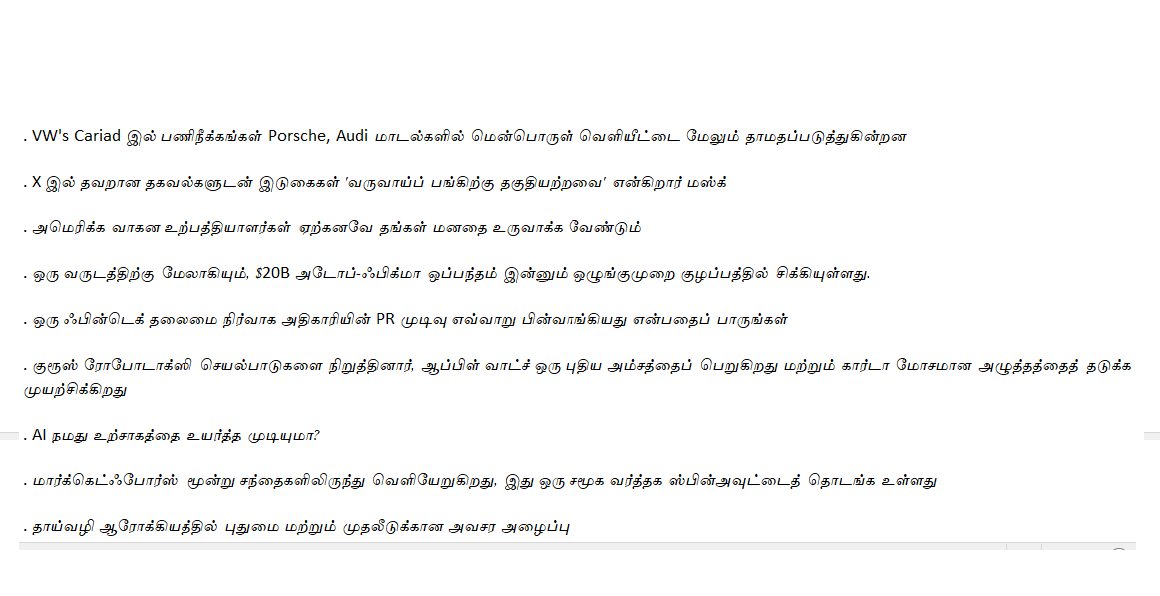 . VW's Cariad இல் பணிநீக்கங்கள் Porsche, Audi மாடல்களில் மென்பொருள் வெளியீட்டை மேலும் தாமதப்படுத்துகின்றன
. X இல் தவறான தகவல்களுடன் இடுகைகள் 'வருவாய்ப் பங்கிற்கு தகுதியற்றவை' என்கிறார் மஸ்க்
. அமெரிக்க வாகன உற்பத்தியாளர்கள் ஏற்கனவே தங்கள் மனதை உருவாக்க வேண்டும்
. ஒரு வருடத்திற்கு மேலாகியும், $20B அடோப்-ஃபிக்மா ஒப்பந்தம் இன்னும் ஒழுங்குமுறை குழப்பத்தில் சிக்கியுள்ளது.
. ஒரு ஃபின்டெக் தலைமை நிர்வாக அதிகாரியின் PR முடிவு எவ்வாறு பின்வாங்கியது என்பதைப் பாருங்கள்
. குரூஸ் ரோபோடாக்ஸி செயல்பாடுகளை நிறுத்தினார், ஆப்பிள் வாட்ச் ஒரு புதிய அம்சத்தைப் பெறுகிறது மற்றும் கார்டா மோசமான அழுத்தத்தைத் தடுக்க
முயற்சிக்கிறது
. AI நமது உற்சாகத்தை உயர்த்த முடியுமா?
. மார்க்கெட்ஃபோர்ஸ் மூன்று சந்தைகளிலிருந்து வெளியேறுகிறது, இது ஒரு சமூக வர்த்தக ஸ்பின்அவுட்டைத் தொடங்க உள்ளது
. தாய்வழி ஆரோக்கியத்தில் புதுமை மற்றும் முதலீடுக்கான அவசர அழைப்பு